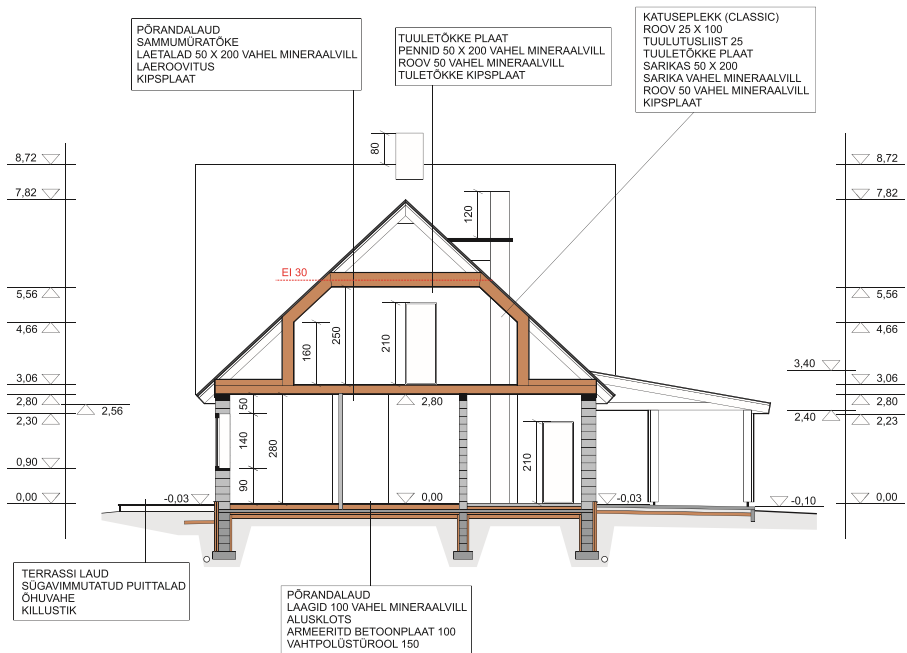 PÕRANDALAUD
SAMMUMÜRATÕKE
LAETALAD 50 X 200 VAHEL MINERAALVILL
LAEROOVITUS
KIPSPLAAT
TUULETÕKKE PLAAT
PENNID 50 X 200 VAHEL MINERAALVILL
ROOV 50 VAHEL MINERAALVILL
TULETÕKKE KIPSPLAAT
KATUSEPLEKK (CLASSIC)
ROOV 25 X 100
TUULUTUSLIIST 25
TUULETÕKKE PLAAT
SARIKAS 50 X 200
SARIKA VAHEL MINERAALVILL
ROOV 50 VAHEL MINERAALVILL
KIPSPLAAT
8,72
7,82
5,56
4,66
3,06
2,80
2,56
2,30
0,90
0,00
80
120
EI 30
250
160
210
2,80
50
140
90
280
210
-0,03
0,00
-0,03
-0,10
8,72
7,82
5,56
4,66
3,40
3,06
2,80
2,40
2,23
0,00
TERRASSI LAUD
SÜGAVIMMUTATUD PUITTALAD
ÕHUVAHE
KILLUSTIK
PÕRANDALAUD
LAAGID 100 VAHEL MINERAALVILL
ALUSKLOTS
ARMEERITD BETOONPLAAT 100
VAHTPOLÜSTÜROOL 150